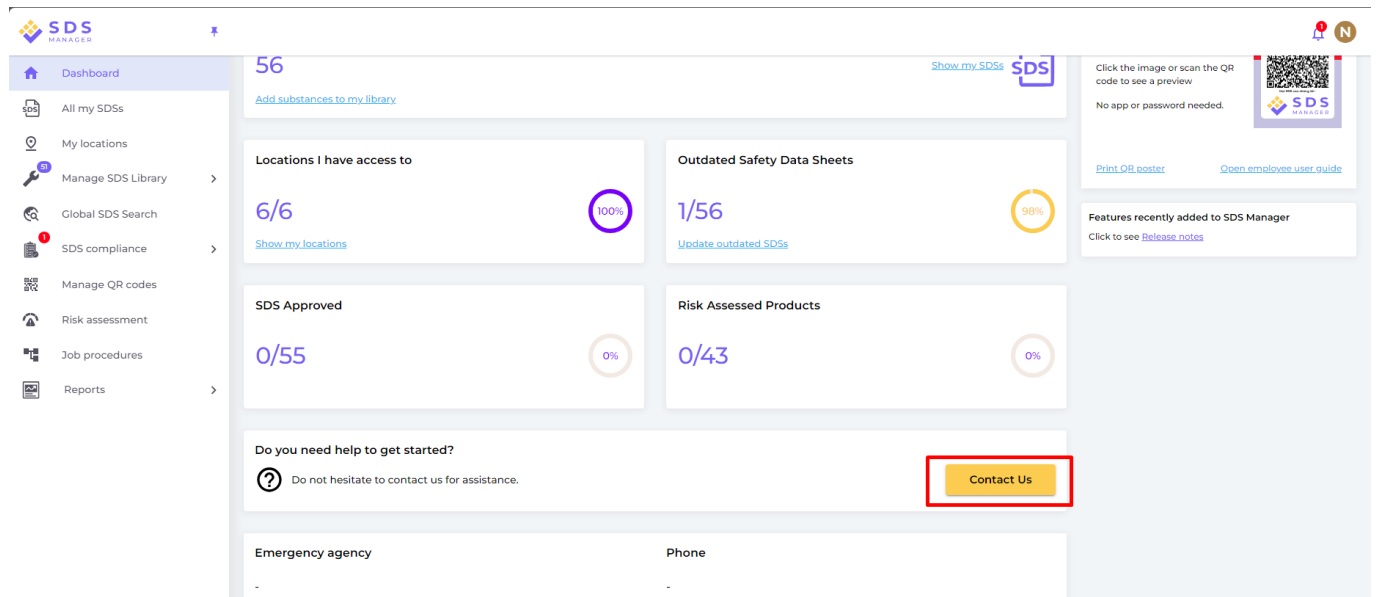 SDS
MANAGER
1
N
Dashboard
All my SDSs
My locations
51
Manage SDS Library
Global SDS Search
1
SDS compliance
Manage QR codes
Risk assessment
Job procedures
Reports
56
Show my SDSs
SDS
Add substances to my library
Locations I have access to
6/6
100%
Show my locations
Outdated Safety Data Sheets
1/56
98%
Update outdated SDSs
SDS Approved
0/55
0%
Risk Assessed Products
0/43
0%
Do you need help to get started?
Do not hesitate to contact us for assistance.
Contact Us
Emergency agency
-
Phone
-
Click the image or scan the QR
code to see a preview
No app or password needed.
SDS
MANAGER
Print QR poster
Open employee user guide
Features recently added to SDS Manager
Click to see Release notes